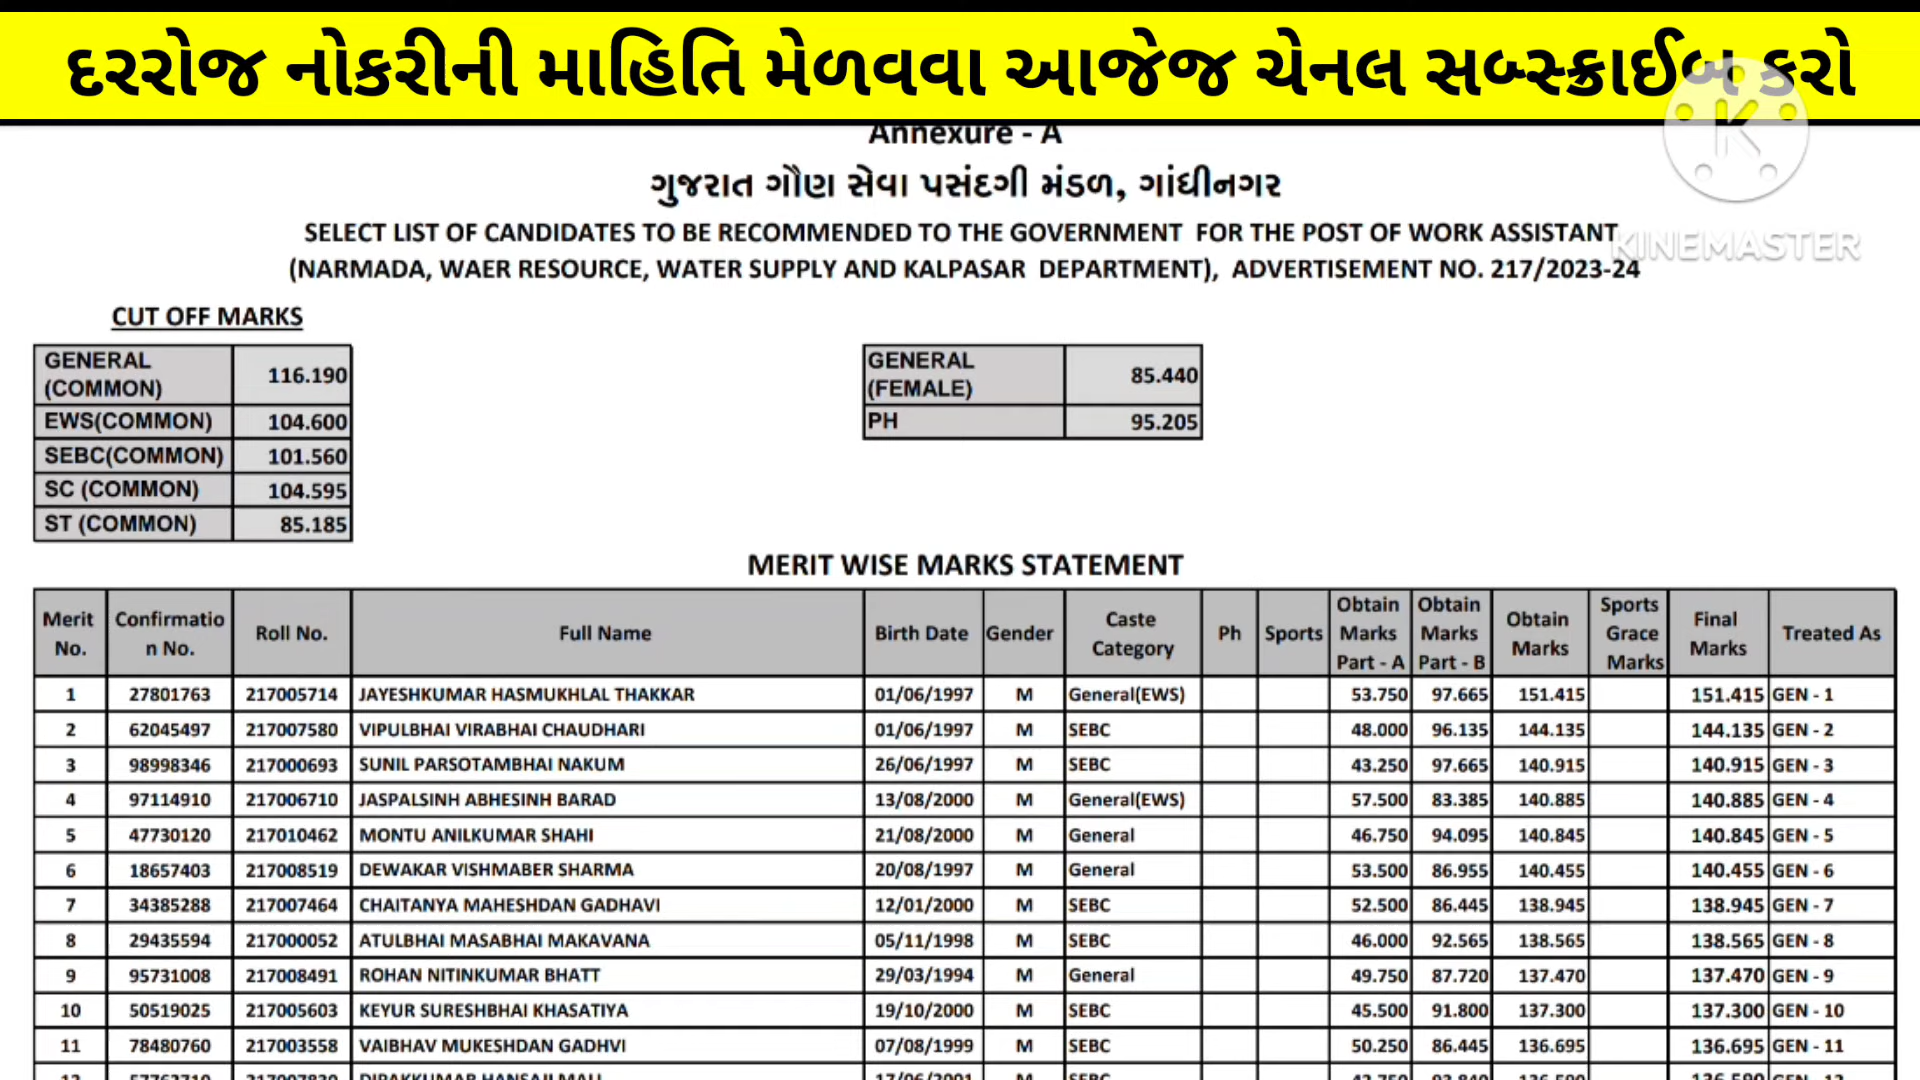 દરરોજ નોકરીની માહિતિ મેળવવા આજેજ ચેનલ સબ્સ્ક્રાઈબ કરો
K
KINEMASTER
Annexure - A
ગુજરાત ગૌણ સેવા પસંદગી મંડળ, ગાંધીનગર
SELECT LIST OF CANDIDATES TO BE RECOMMENDED TO THE GOVERNMENT FOR THE POST OF WORK ASSISTANT
(NARMADA, WAER RESOURCE, WATER SUPPLY AND KALPASAR DEPARTMENT), ADVERTISEMENT NO. 217/2023-24
CUT OFF MARKS
GENERAL (COMMON) 116.190
EWS(COMMON) 104.600
SEBC(COMMON) 101.560
SC (COMMON) 104.595
ST (COMMON) 85.185
GENERAL (FEMALE) 85.440
PH 95.205
MERIT WISE MARKS STATEMENT
Merit No. Confirmatio n No. Roll No. Full Name Birth Date Gender Caste Category Ph Sports Obtain Marks Part - A Obtain Marks Part - B Obtain Marks Sports Grace Marks Final Marks Treated As
1 27801763 217005714 JAYESHKUMAR HASMUKHLAL THAKKAR 01/06/1997 M General(EWS) 53.750 97.665 151.415 151.415 GEN - 1
2 62045497 217007580 VIPULBHAI VIRABHAI CHAUDHARI 01/06/1997 M SEBC 48.000 96.135 144.135 144.135 GEN - 2
3 98998346 217000693 SUNIL PARSOTAMBHAI NAKUM 26/06/1997 M SEBC 43.250 97.665 140.915 140.915 GEN - 3
4 97114910 217006710 JASPALSINH ABHESINH BARAD 13/08/2000 M General(EWS) 57.500 83.385 140.885 140.885 GEN - 4
5 47730120 217010462 MONTU ANILKUMAR SHAHI 21/08/2000 M General 46.750 94.095 140.845 140.845 GEN - 5
6 18657403 217008519 DEWAKAR VISHMABER SHARMA 20/08/1997 M General 53.500 86.955 140.455 140.455 GEN - 6
7 34385288 217007464 CHAITANYA MAHESHDAN GADHAVI 12/01/2000 M SEBC 52.500 86.445 138.945 138.945 GEN - 7
8 29435594 217000052 ATULBHAI MASABHAI MAKAVANA 05/11/1998 M SEBC 46.000 92.565 138.565 138.565 GEN - 8
9 95731008 217008491 ROHAN NITINKUMAR BHATT 29/03/1994 M General 49.750 87.720 137.470 137.470 GEN - 9
10 50519025 217005603 KEYUR SURESHBHAI KHASATIYA 19/10/2000 M SEBC 45.500 91.800 137.300 137.300 GEN - 10
11 78480760 217003558 VAIBHAV MUKESHDAN GADHVI 07/08/1999 M SEBC 50.250 86.445 136.695 136.695 GEN - 11